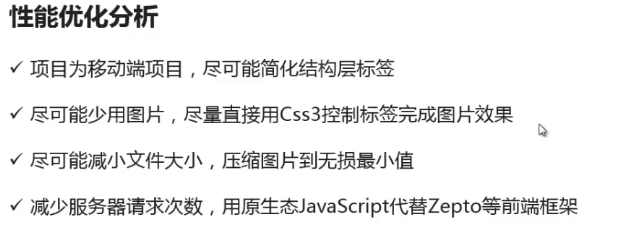 性能优化分析
✓ 项目为移动端项目，尽可能简化结构层标签
✓ 尽可能少用图片，尽量直接用Css3控制标签完成图片效果
✓ 尽可能减小文件大小，压缩图片到无损最小值
✓ 减少服务器请求次数，用原生态JavaScript代替Zepto等前端框架